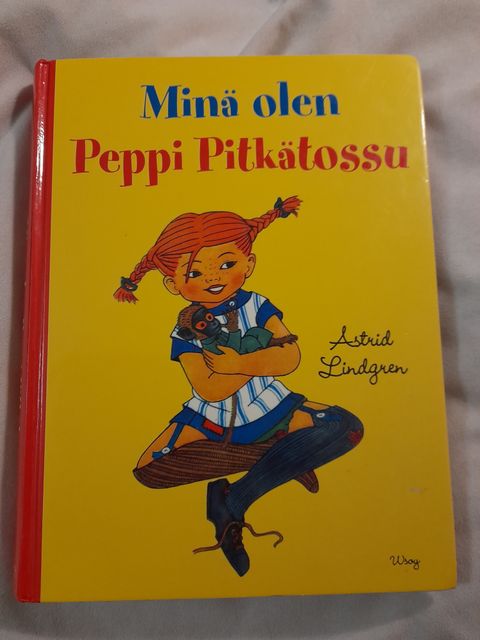 Minä olen
Peppi Pitkätossu
Astrid
Lindgren
Wsoy